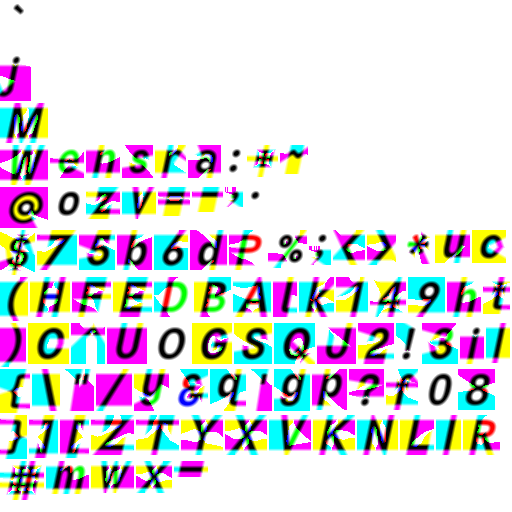 `
j
M
W e n s r a : + ~
@ o z v = - , ·
$ 7 5 b 6 d P % ; < > * u c
( H F E D B A l k 1 4 9 h t
) C ^ U O G S Q J 2 ! 3 i l
{ \ " / y & q ' g p ? f 0 8
} ] [ Z T Y X V K N L I R
# m w x -